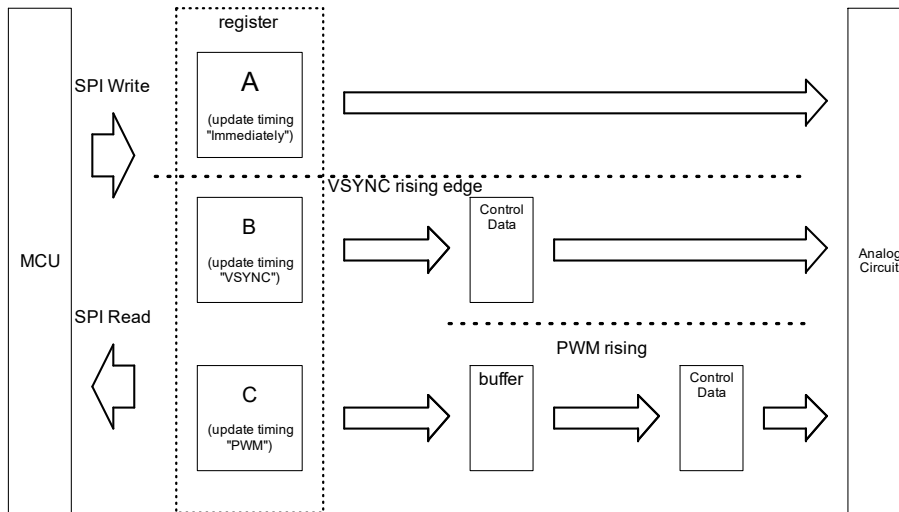 register
SPI Write
A
(update timing
"Immediately")
VSYNC rising edge
B
(update timing
"VSYNC")
Control
Data
MCU
Analog
Circuit
SPI Read
PWM rising
C
(update timing
"PWM")
buffer
Control
Data